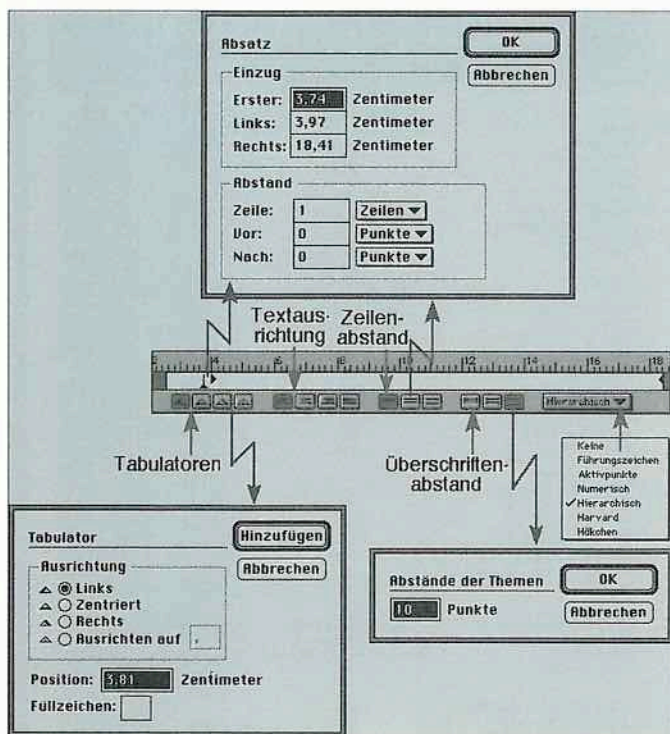 Absatz
OK
Abbrechen
Einzug
Erster: 3,74 Zentimeter
Links: 3,97 Zentimeter
Rechts: 18,41 Zentimeter
Abstand
Zeile: 1 Zeilen
Vor: 0 Punkte
Nach: 0 Punkte
Textaus-
richtung
Zeilen-
abstand
4 6 8 10 12 14 16 18
Hierarchisch
Tabulatoren
Überschriften-
abstand
Keine
Führungszeichen
Aktivpunkte
Numerisch
✓Hierarchisch
Harvard
Häkchen
Tabulator
Hinzufügen
Abbrechen
Ausrichtung
Links
Zentriert
Rechts
Ausrichten auf ,
Position: 3,81 Zentimeter
Füllzeichen:
Abstände der Themen
OK
10 Punkte
Abbrechen